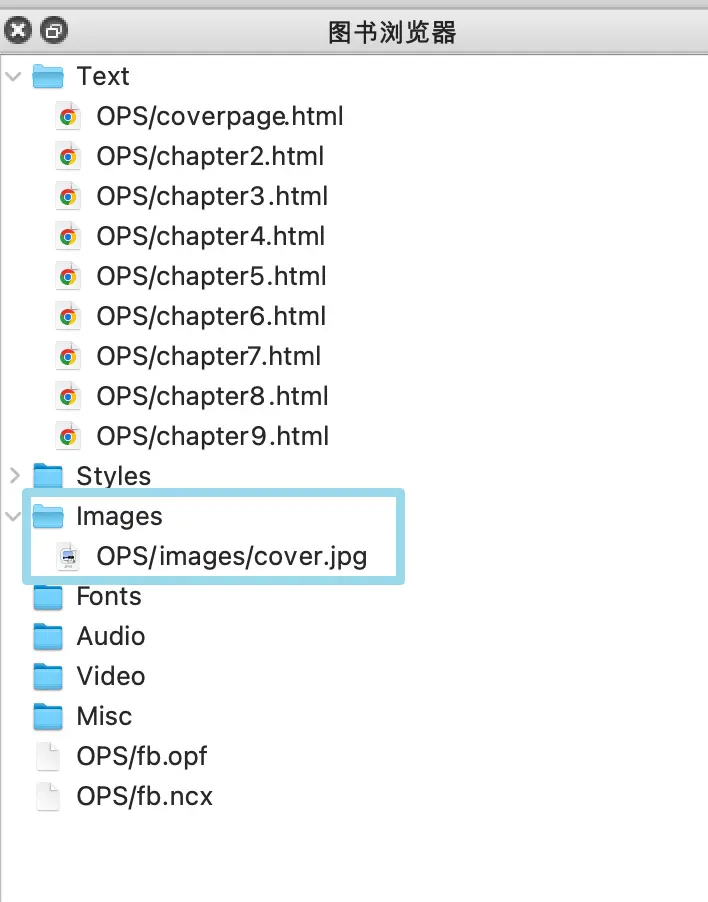 图书浏览器
Text
OPS/coverpage.html
OPS/chapter2.html
OPS/chapter3.html
OPS/chapter4.html
OPS/chapter5.html
OPS/chapter6.html
OPS/chapter7.html
OPS/chapter8.html
OPS/chapter9.html
Styles
Images
OPS/images/cover.jpg
Fonts
Audio
Video
Misc
OPS/fb.opf
OPS/fb.ncx